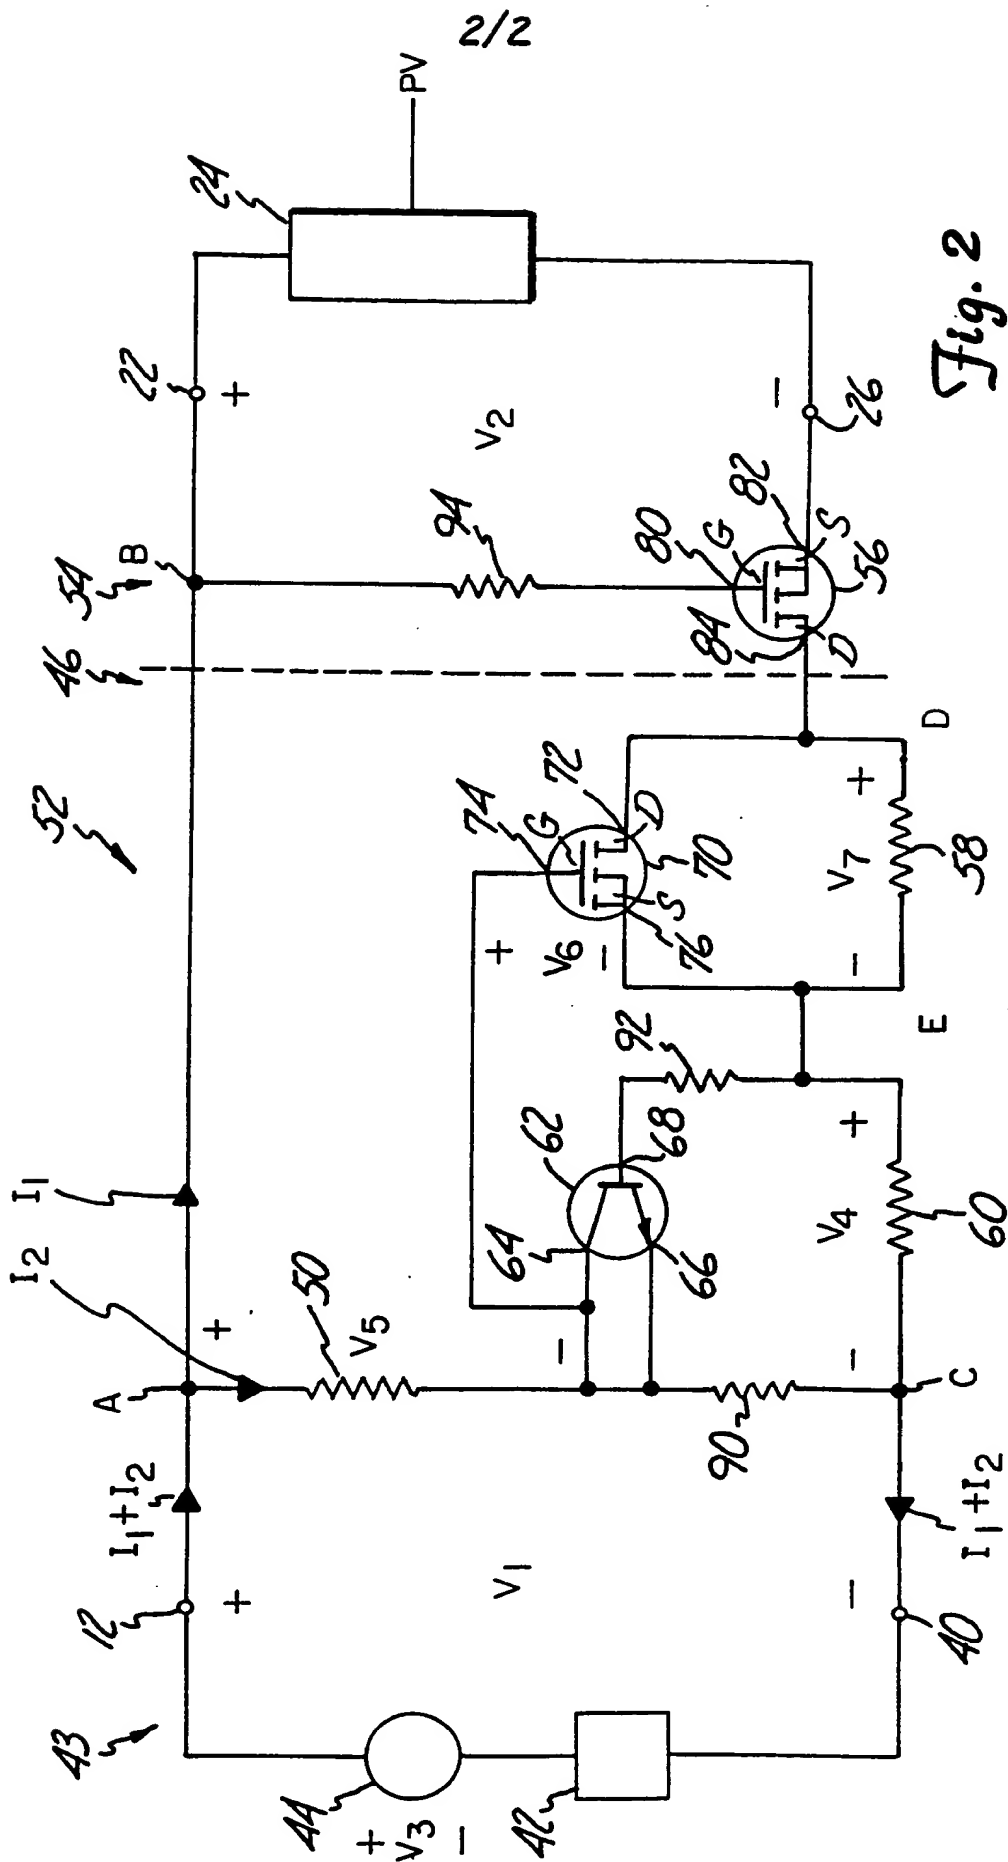 2/2
Fig. 2
43
12
I1+I2
A
I2
I1
52
46
54
B
22
24
PV
44
+
V3
−
42
+
V1
−
40
I1+I2
C
+
V5
−
50
90
64
62
66
68
92
+
V4
−
60
E
+
V6
−
74
G
72
D
70
S
76
+
V7
−
58
D
94
80
G
84
D
82
S
56
+
V2
−
26